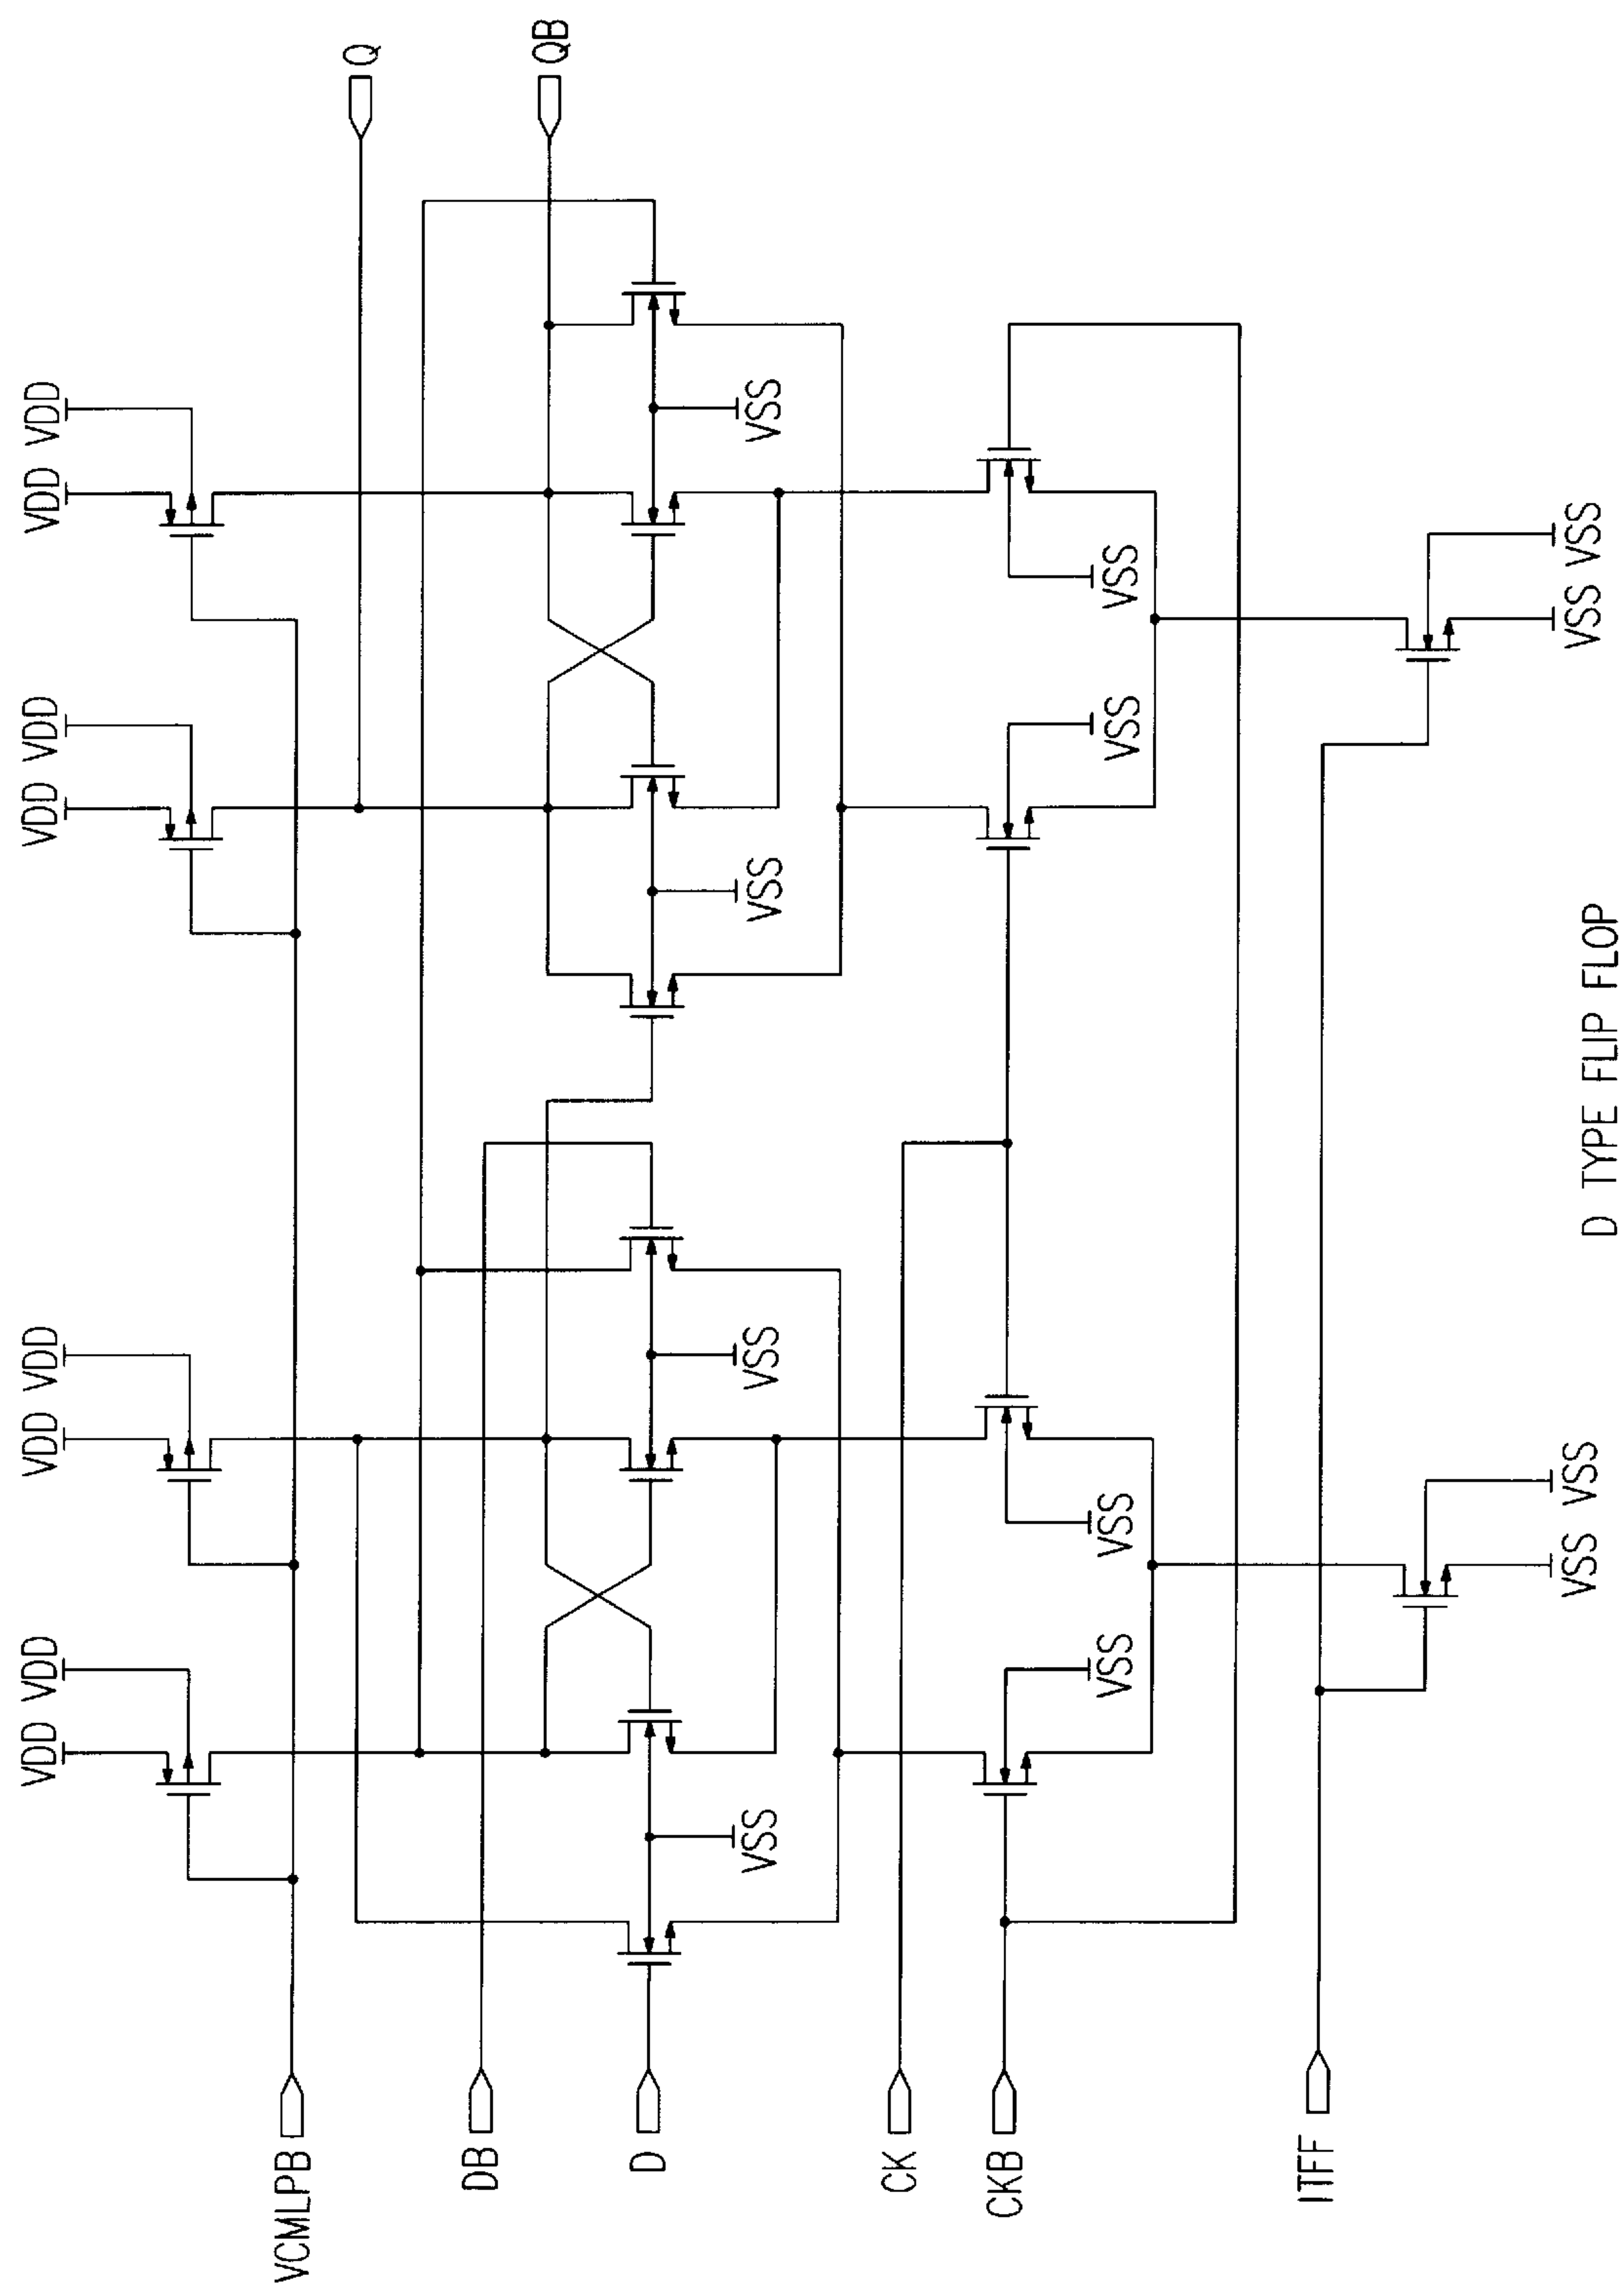 VDD VDD
VDD VDD
VDD VDD
VDD VDD
VCMLPB
Q
DB
QB
D
VSS
VSS
VSS
VSS
CK
CKB
VSS
VSS
VSS
VSS
ITFF
VSS VSS
VSS VSS
D TYPE FLIP FLOP